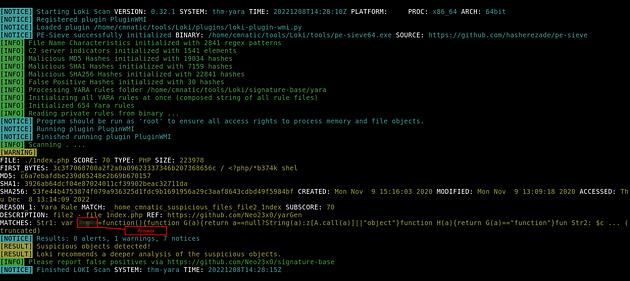 [NOTICE] Starting Loki Scan VERSION: 0.32.1 SYSTEM: thm-yara TIME: 20221208T14:28:10Z PLATFORM:     PROC: x86_64 ARCH: 64bit
[NOTICE] Registered plugin PluginWMI
[NOTICE] Loaded plugin /home/cmnatic/tools/Loki/plugins/loki-plugin-wmi.py
[NOTICE] PE-Sieve successfully initialized BINARY: /home/cmnatic/tools/Loki/tools/pe-sieve64.exe SOURCE: https://github.com/hasherezade/pe-sieve
[INFO] File Name Characteristics initialized with 2841 regex patterns
[INFO] C2 server indicators initialized with 1541 elements
[INFO] Malicious MD5 Hashes initialized with 19034 hashes
[INFO] Malicious SHA1 Hashes initialized with 7159 hashes
[INFO] Malicious SHA256 Hashes initialized with 22841 hashes
[INFO] False Positive Hashes initialized with 30 hashes
[INFO] Processing YARA rules folder /home/cmnatic/tools/Loki/signature-base/yara
[INFO] Initializing all YARA rules at once (composed string of all rule files)
[INFO] Initialized 654 Yara rules
[INFO] Reading private rules from binary ...
[NOTICE] Program should be run as 'root' to ensure all access rights to process memory and file objects.
[NOTICE] Running plugin PluginWMI
[NOTICE] Finished running plugin PluginWMI
[INFO] Scanning . ...
[WARNING]
FILE: ./1ndex.php SCORE: 70 TYPE: PHP SIZE: 223978
FIRST_BYTES: 3c3f7068700a2f2a0a09623337346b207368656c / <?php/*b374k shel
MD5: c6a7ebafdbe239d65248e2b69b670157
SHA1: 3926ab64dcf04e87024011cf39902beac32711da
SHA256: 53fe44b4753874f079a936325d1fdc9b1691956a29c3aaf8643cdbd49f5984bf CREATED: Mon Nov  9 15:16:03 2020 MODIFIED: Mon Nov  9 13:09:18 2020 ACCESSED: Th
u Dec  8 13:14:09 2022
REASON_1: Yara Rule MATCH: _home_cmnatic_suspicious_files_file2_1ndex SUBSCORE: 70
DESCRIPTION: file2 - file 1ndex.php REF: https://github.com/Neo23x0/yarGen
MATCHES: Str1: var Zepto=function(){function G(a){return a==null?String(a):z[A.call(a)]||"object"}function H(a){return G(a)=="function"}fun Str2: $c ... (
truncated)
Answer
[NOTICE] Results: 0 alerts, 1 warnings, 7 notices
[RESULT] Suspicious objects detected!
[RESULT] Loki recommends a deeper analysis of the suspicious objects.
[INFO] Please report false positives via https://github.com/Neo23x0/signature-base
[NOTICE] Finished LOKI Scan SYSTEM: thm-yara TIME: 20221208T14:28:15Z